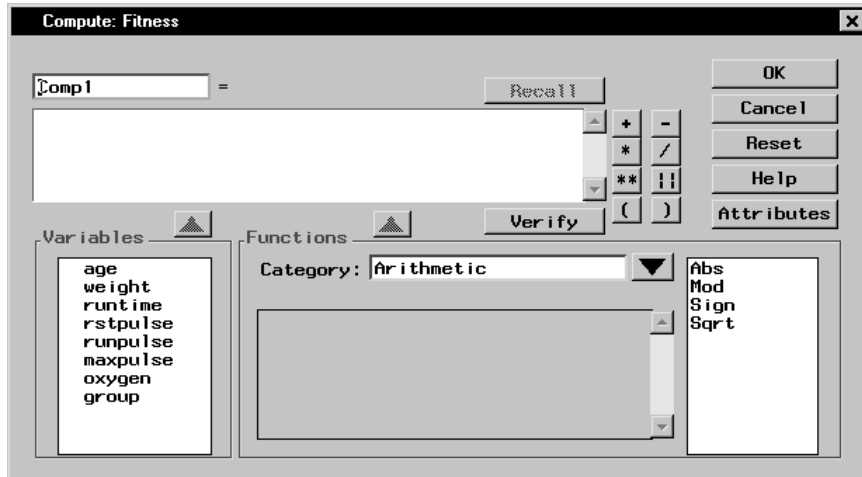 Compute: Fitness
Comp1 =
Recall
OK
Cancel
Reset
Help
Attributes
+ -
* /
** ||
( )
Verify
Variables
age
weight
runtime
rstpulse
runpulse
maxpulse
oxygen
group
Functions
Category: Arithmetic
Abs
Mod
Sign
Sqrt